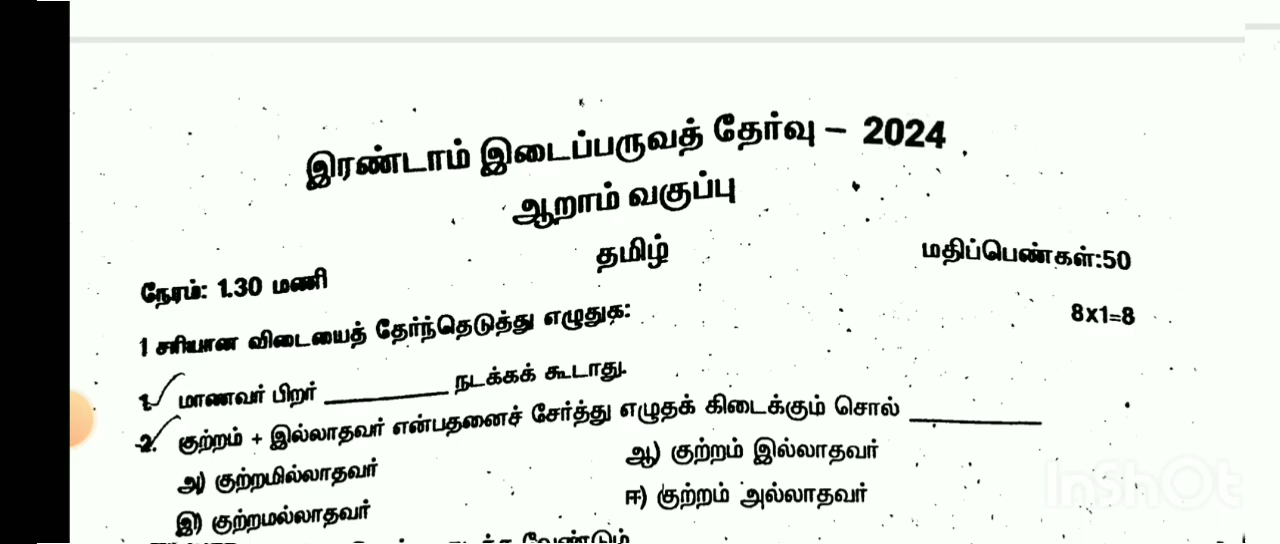 இரண்டாம் இடைப்பருவத் தேர்வு – 2024
ஆறாம் வகுப்பு
தமிழ்
நேரம்: 1.30 மணி மதிப்பெண்கள்:50
1 சரியான விடையைத் தேர்ந்தெடுத்து எழுதுக: 8x1=8
1. மாணவர் பிறர் __________ நடக்கக் கூடாது.
2. குற்றம் + இல்லாதவர் என்பதனைச் சேர்த்து எழுதக் கிடைக்கும் சொல் __________
அ) குற்றமில்லாதவர் ஆ) குற்றம் இல்லாதவர்
இ) குற்றமல்லாதவர் ஈ) குற்றம் அல்லாதவர்
வேண்டும்
InShOt